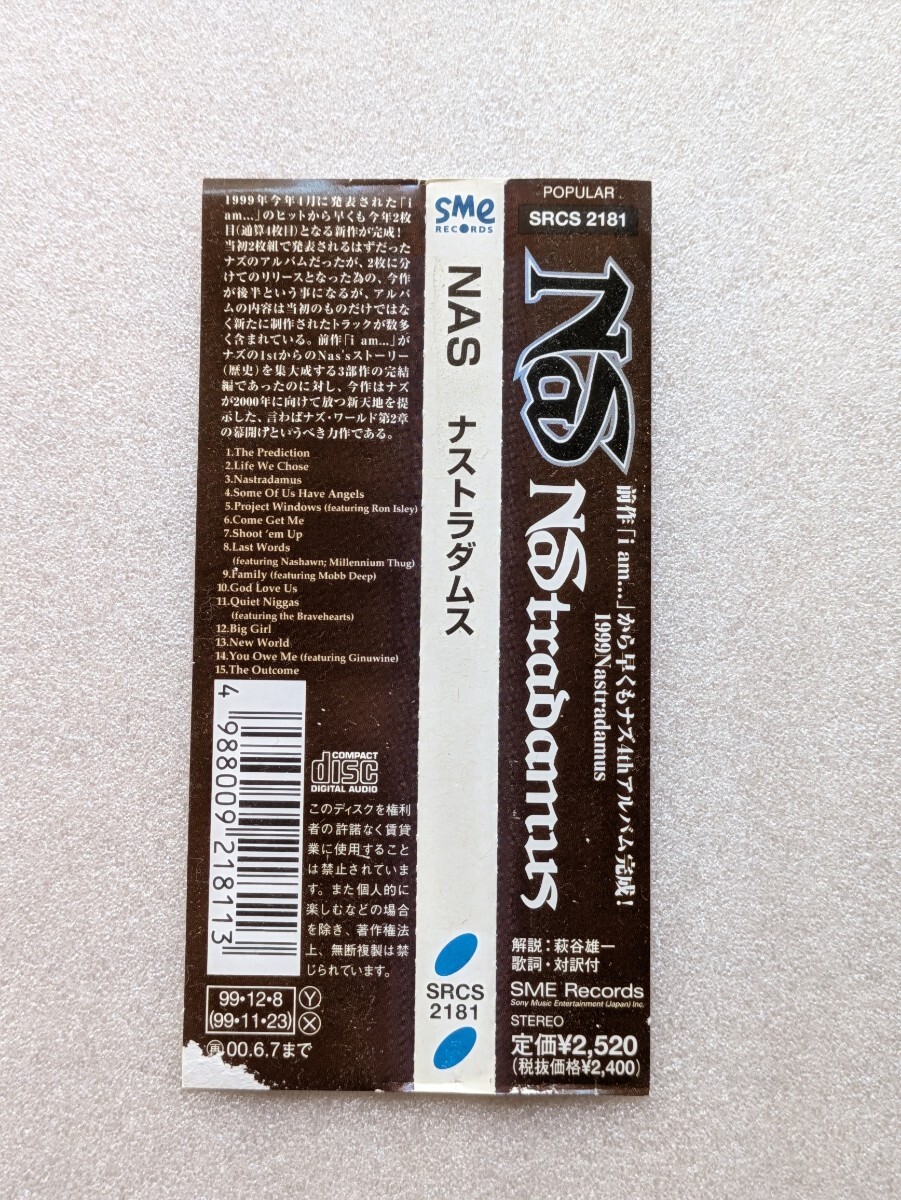 1999年今年4月に発表された「i
am...」のヒットから早くも今年2枚
目(通算4枚目)となる新作が完成!
当初2枚組で発表されるはずだった
ナズのアルバムだったが、2枚に分
けてのリリースとなった為の、今作
が後半という事になるが、アルバ
ムの内容は当初のものだけではな
く新たに制作されたトラックが数多
く含まれている。前作「i am...」が
ナズの1stからのNas'sストーリー
(歴史)を集大成する3部作の完結
編であったのに対し、今作はナズ
が2000年に向けて放つ新天地を提
示した、言わばナズ・ワールド第2章
の幕開けというべき力作である。
1.The Prediction
2.Life We Chose
3.Nastradamus
4.Some Of Us Have Angels
5.Project Windows (featuring Ron Isley)
6.Come Get Me
7.Shoot 'em Up
8.Last Words
(featuring Nashawn; Millennium Thug)
9.Family (featuring Mobb Deep)
10.God Love Us
11.Quiet Niggas
(featuring the Bravehearts)
12.Big Girl
13.New World
14.You Owe Me (featuring Ginuwine)
15.The Outcome
4 988009 218113
COMPACT
disc
DIGITAL AUDIO
このディスクを権利
者の許諾なく賃貸
業に使用すること
は禁止されていま
す。また個人的に
楽しむなどの場合
を除き、著作権法
上、無断複製は禁
じられています。
99・12・8
(99・11・23)
Y
X
再00.6.7まで
SMe
RECORDS
NAS ナストラダムス
SRCS
2181
POPULAR
SRCS 2181
Nas
Nastradamus
前作「i am...」から早くもナズ4thアルバム完成!
1999Nastradamus
解説:萩谷雄一
歌詞・対訳付
SME Records
Sony Music Entertainment (Japan) Inc.
STEREO
定価¥2,520
(税抜価格¥2,400)